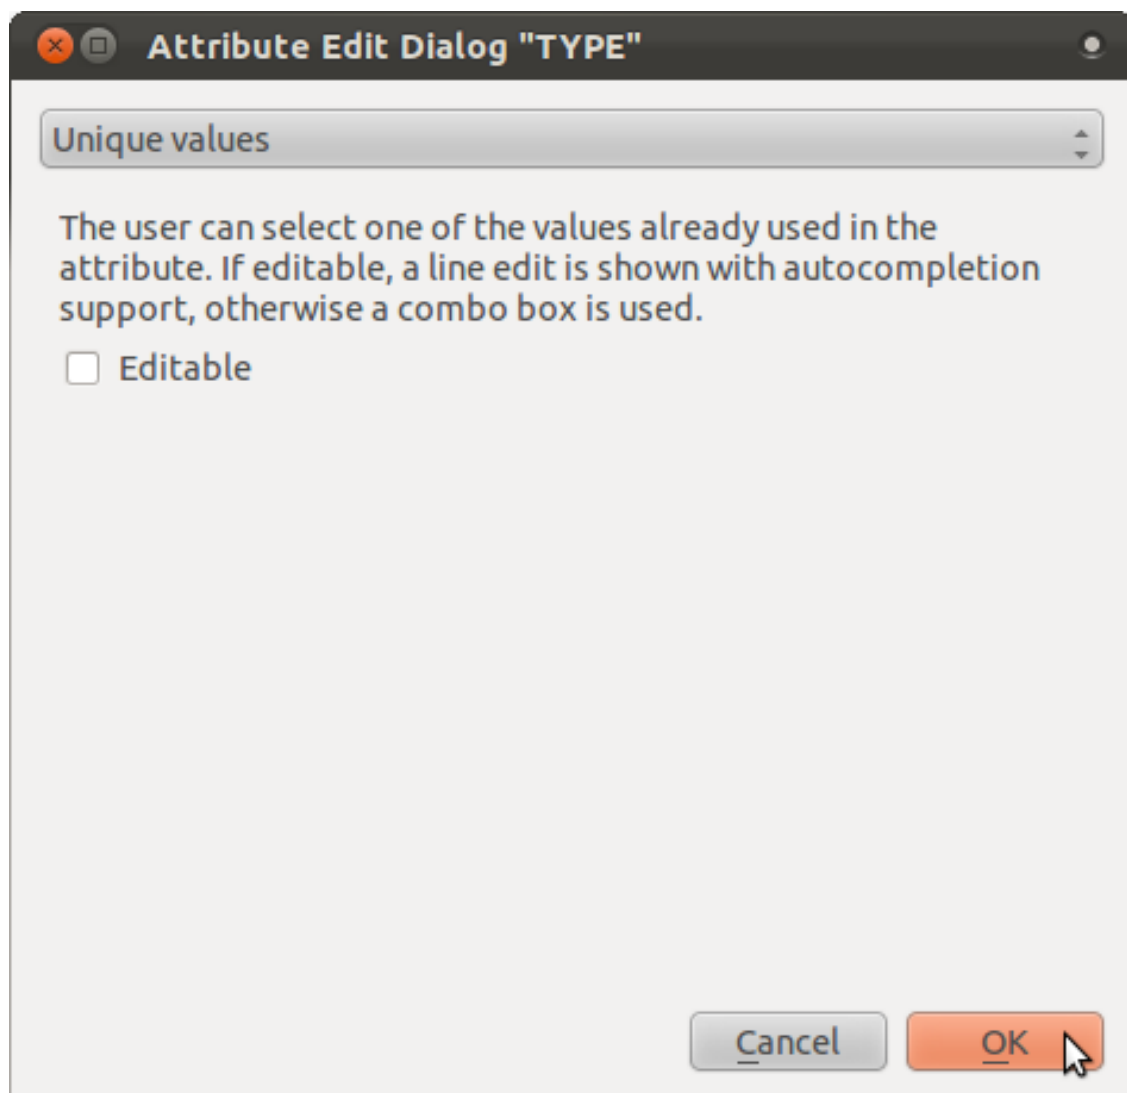 Attribute Edit Dialog "TYPE"
Unique values
The user can select one of the values already used in the
attribute. If editable, a line edit is shown with autocompletion
support, otherwise a combo box is used.
Editable
Cancel
OK